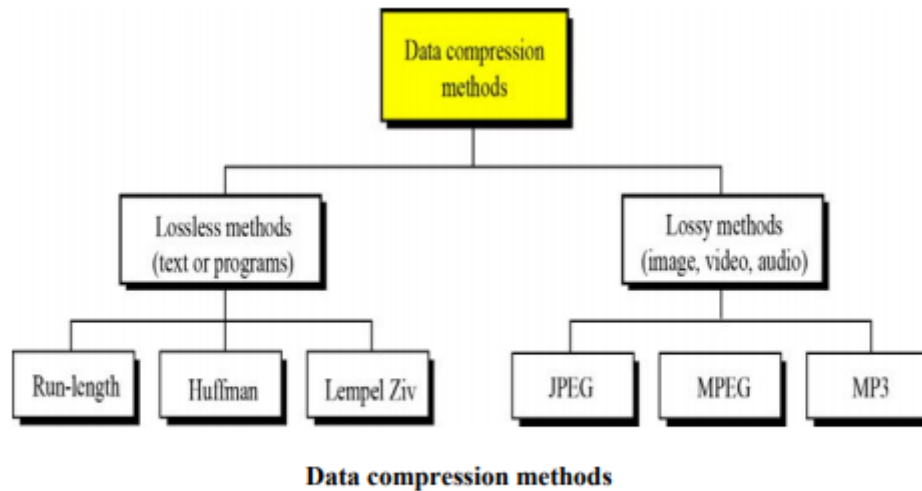 Data compression
methods
Lossless methods
(text or programs)
Lossy methods
(image, video, audio)
Run-length
Huffman
Lempel Ziv
JPEG
MPEG
MP3
Data compression methods